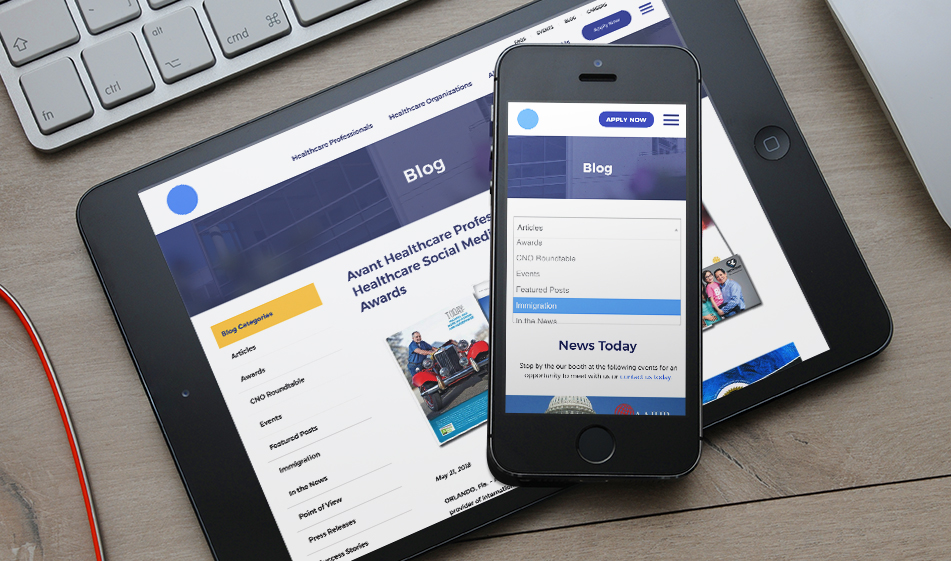 alt
cmd
ctrl
fn
FAQs
EVENTS
BLOG
CAREERS
Apply Now
Healthcare Professionals
Healthcare Organizations
Blog
Avant Healthcare Profes
Healthcare Social Medi
Awards
Blog Categories
Articles
Awards
CNO Roundtable
Events
Featured Posts
Immigration
In the News
Point of View
Press Releases
Success Stories
TODAY
May 21, 2018
ORLANDO, Fla. -
provider of internation
APPLY NOW
Blog
Articles
Awards
CNO Roundtable
Events
Featured Posts
Immigration
In the News
News Today
Stop by the our booth at the following events for an
opportunity to meet with us or contact us today